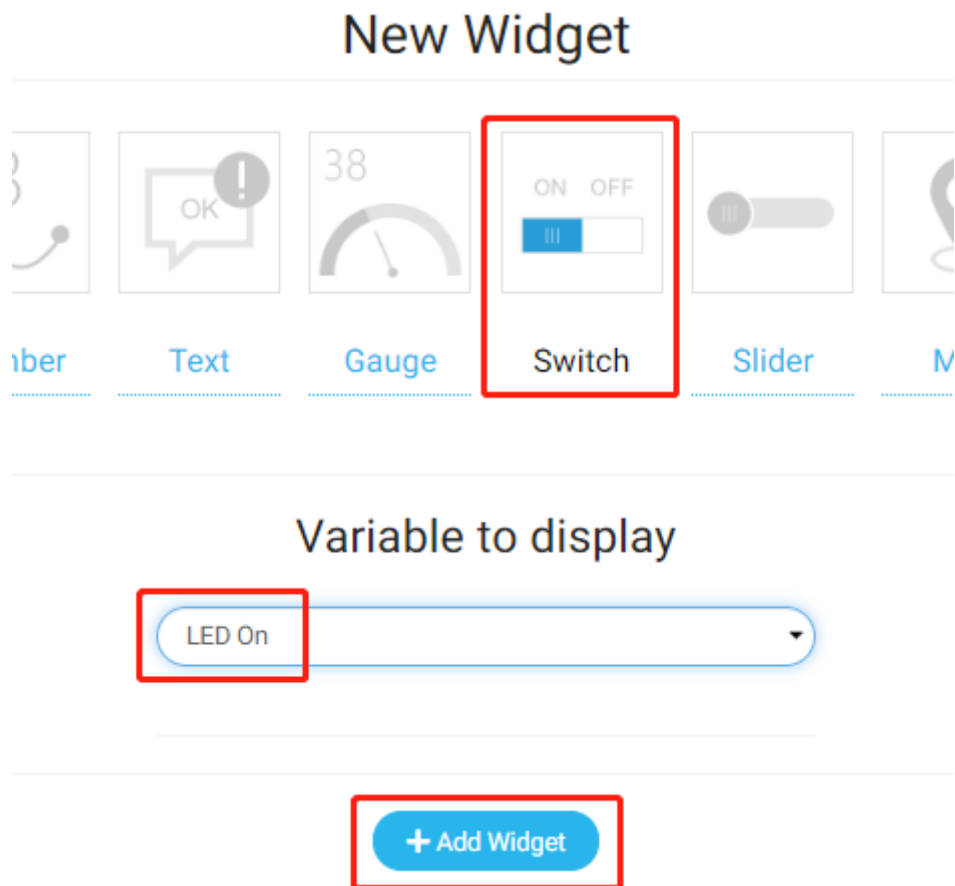 New Widget
OK
38
ON OFF
Text Gauge Switch Slider
Variable to display
LED On
+ Add Widget